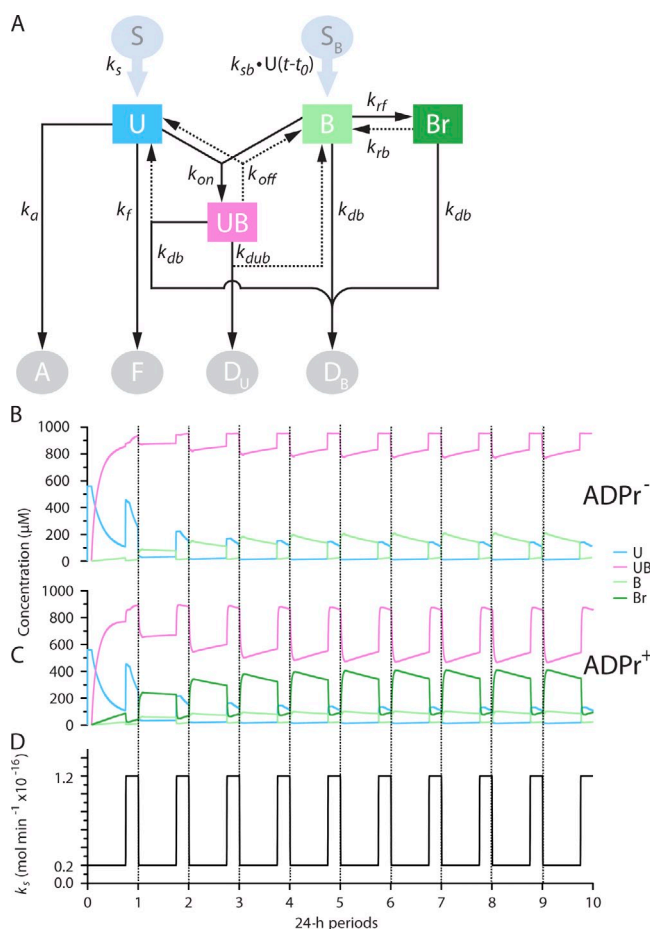 A
S
S_B
k_s
k_sb•U(t-t_0)
U
B
Br
k_rf
k_rb
k_on
k_off
k_a
k_f
UB
k_db
k_db
k_db
k_dub
A
F
D_U
D_B
B
1000
800
600
400
200
0
ADPr⁻
U
UB
B
Br
Concentration (μM)
1000
800
600
400
200
0
C
ADPr⁺
D
k_s (mol min⁻¹ x10⁻¹⁶)
1.2
0.2
0.0
0 1 2 3 4 5 6 7 8 9 10
24-h periods